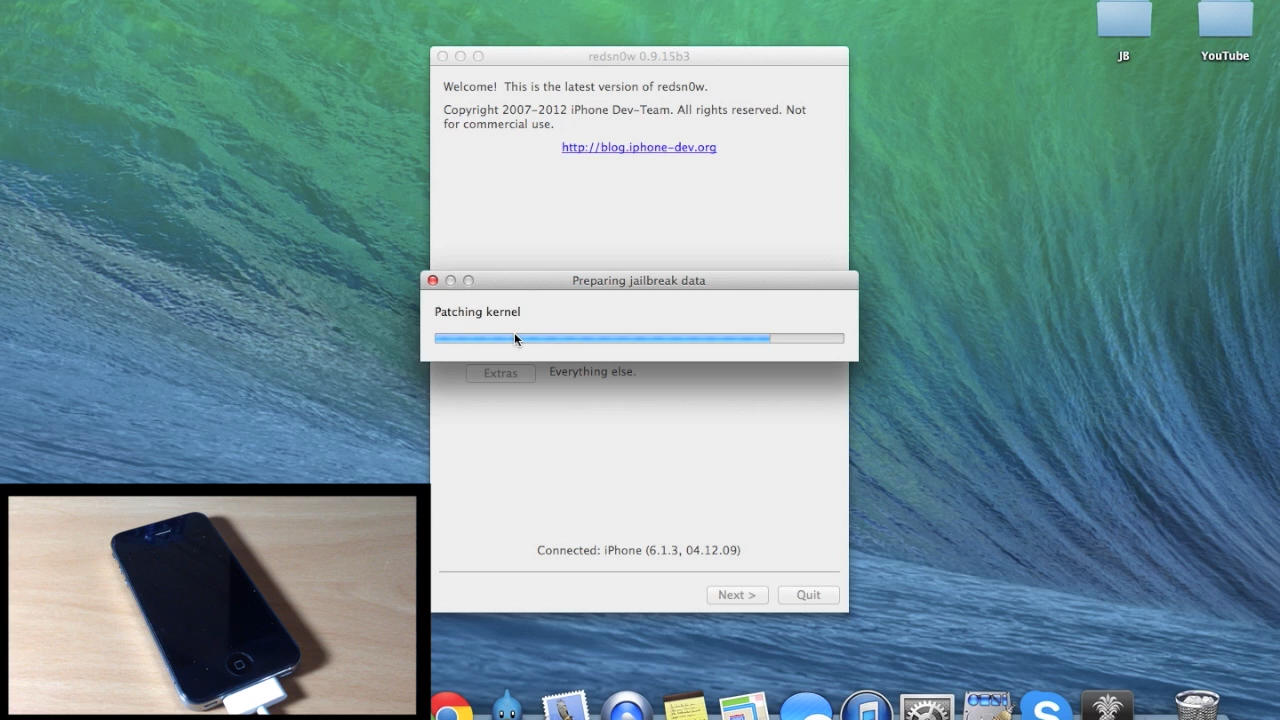 JB
YouTube
redsn0w 0.9.15b3
Welcome! This is the latest version of redsn0w.
Copyright 2007-2012 iPhone Dev-Team. All rights reserved. Not
for commercial use.
http://blog.iphone-dev.org
Preparing jailbreak data
Patching kernel
Extras
Everything else.
Connected: iPhone (6.1.3, 04.12.09)
Next >
Quit